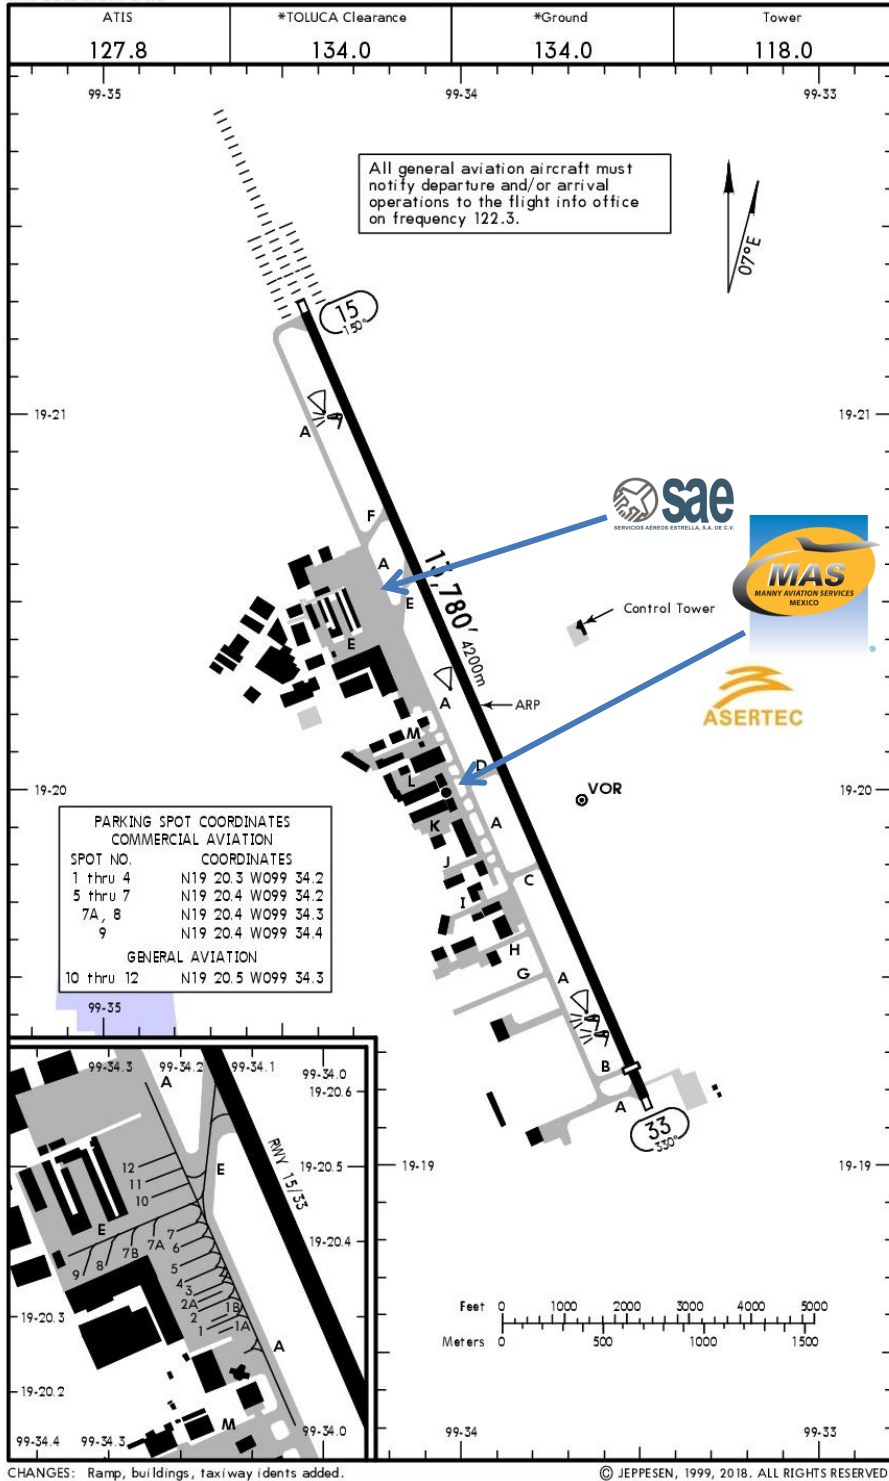 ATIS
127.8
*TOLUCA Clearance
134.0
*Ground
134.0
Tower
118.0
99-35
99-34
99-33
All general aviation aircraft must
notify departure and/or arrival
operations to the flight info office
on frequency 122.3.
07°E
15
150°
19-21
19-21
A
F
A
E
E
13,780'
4200m
sae
SERVICIOS AÉREOS ESTRELLA, S.A. DE C.V.
MAS
MANNY AVIATION SERVICES
MEXICO
®
ASERTEC
Control Tower
A
ARP
M
D
L
19-20
VOR
19-20
K
A
J
C
I
H
G
A
B
A
33
330°
PARKING SPOT COORDINATES
COMMERCIAL AVIATION
SPOT NO. COORDINATES
1 thru 4 N19 20.3 W099 34.2
5 thru 7 N19 20.4 W099 34.2
7A, 8 N19 20.4 W099 34.3
9 N19 20.4 W099 34.4
GENERAL AVIATION
10 thru 12 N19 20.5 W099 34.3
99-35
99-34.3
99-34.2
99-34.1
99-34.0
19-20.6
A
RWY 15/33
12
11
10
E
19-20.5
19-19
19-19
E
9
8
7B
7A
7
6
5
4
3
2A
2
1
1B
1A
19-20.4
19-20.3
A
19-20.2
M
99-34.4
99-34.3
99-34.0
Feet 0 1000 2000 3000 4000 5000
Meters 0 500 1000 1500
99-34
99-33
CHANGES: Ramp, buildings, taxiway idents added.
© JEPPESEN, 1999, 2018. ALL RIGHTS RESERVED